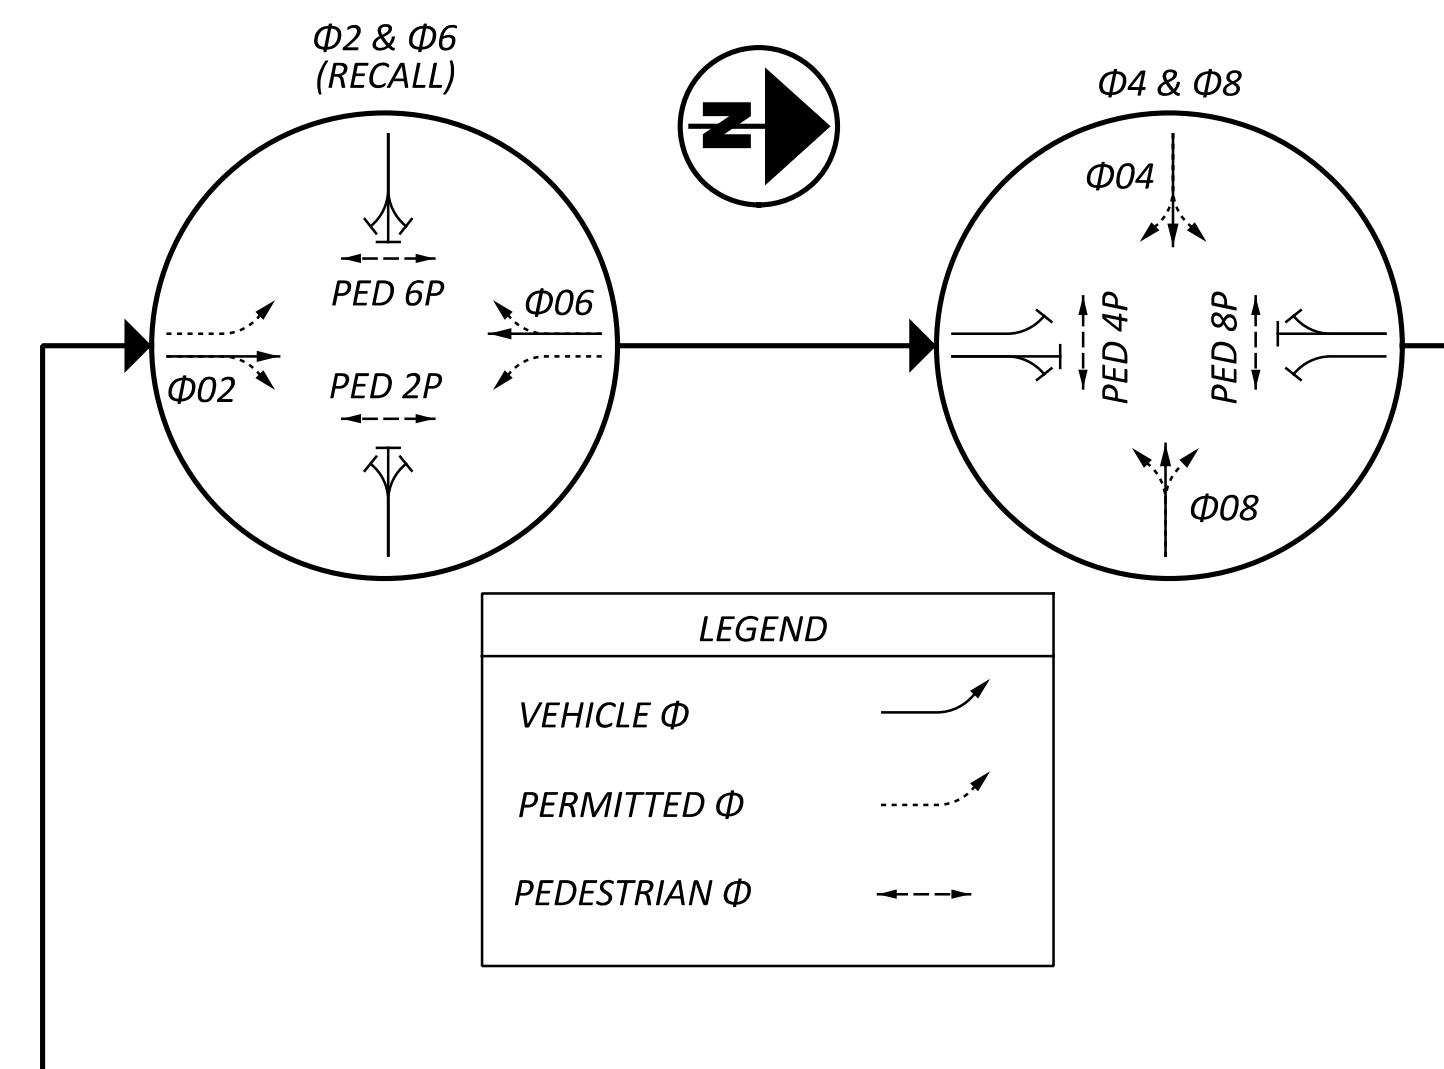 Φ2 & Φ6
(RECALL)
N
Φ4 & Φ8
Φ04
PED 6P
Φ06
Φ02
PED 2P
PED 4P
PED 8P
Φ08
LEGEND
VEHICLE Φ
PERMITTED Φ
PEDESTRIAN Φ